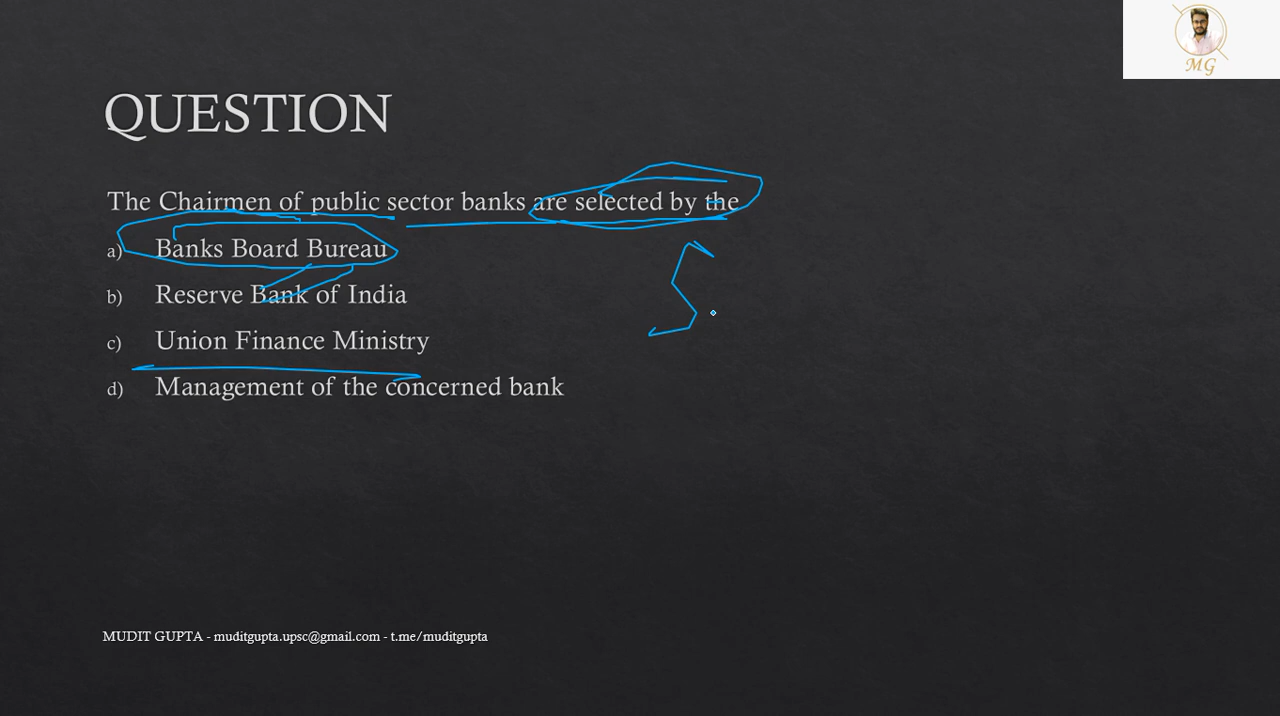 MG
QUESTION
The Chairmen of public sector banks are selected by the
a) Banks Board Bureau
b) Reserve Bank of India
c) Union Finance Ministry
d) Management of the concerned bank
MUDIT GUPTA - muditgupta.upsc@gmail.com - t.me/muditgupta